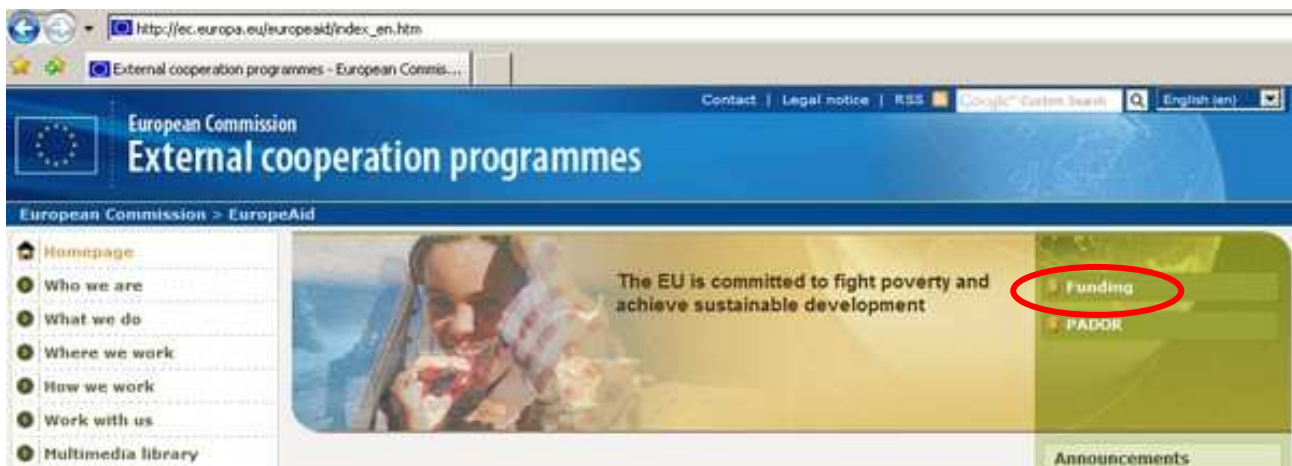 http://ec.europa.eu/europeaid/index_en.htm
External cooperation programmes - European Commis...
Contact | Legal notice | RSS Google™ Custom Search English (en)
European Commission
External cooperation programmes
European Commission > EuropeAid
Homepage
Who we are
What we do
Where we work
How we work
Work with us
Multimedia library
The EU is committed to fight poverty and
achieve sustainable development
Funding
PADOR
Announcements